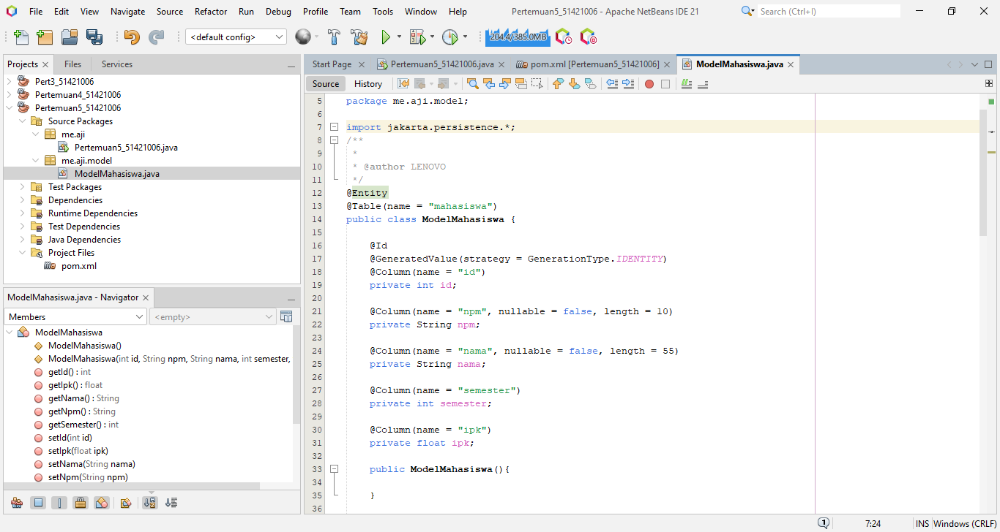 File Edit View Navigate Source Refactor Run Debug Profile Team Tools Window Help Pertemuan5_51421006 - Apache NetBeans IDE 21 Search (Ctrl+I)
<default config> 204.4/385.0MB
Projects Files Services
Pert3_51421006
Pertemuan4_51421006
Pertemuan5_51421006
Source Packages
me.aji
Pertemuan5_51421006.java
me.aji.model
ModelMahasiswa.java
Test Packages
Dependencies
Runtime Dependencies
Test Dependencies
Java Dependencies
Project Files
pom.xml
ModelMahasiswa.java - Navigator
Members <empty>
ModelMahasiswa
ModelMahasiswa()
ModelMahasiswa(int id, String npm, String nama, int semester,
getId() : int
getIpk() : float
getNama() : String
getNpm() : String
getSemester() : int
setId(int id)
setIpk(float ipk)
setNama(String nama)
setNpm(String npm)
Start Page Pertemuan5_51421006.java pom.xml [Pertemuan5_51421006] ModelMahasiswa.java
Source History
5 package me.aji.model;
6
7 import jakarta.persistence.*;
8 /**
9 *
10 * @author LENOVO
11 */
12 @Entity
13 @Table(name = "mahasiswa")
14 public class ModelMahasiswa {
15
16 @Id
17 @GeneratedValue(strategy = GenerationType.IDENTITY)
18 @Column(name = "id")
19 private int id;
20
21 @Column(name = "npm", nullable = false, length = 10)
22 private String npm;
23
24 @Column(name = "nama", nullable = false, length = 55)
25 private String nama;
26
27 @Column(name = "semester")
28 private int semester;
29
30 @Column(name = "ipk")
31 private float ipk;
32
33 public ModelMahasiswa(){
34
35 }
36
1 7:24 INS Windows (CRLF)